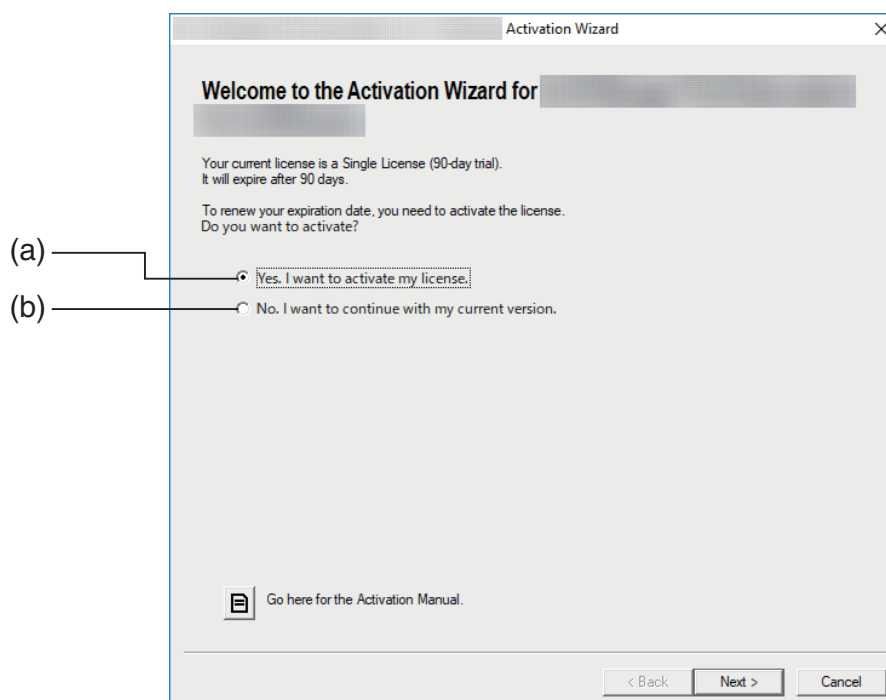 Activation Wizard
Welcome to the Activation Wizard for
Your current license is a Single License (90-day trial).
It will expire after 90 days.
To renew your expiration date, you need to activate the license.
Do you want to activate?
(a)
Yes. I want to activate my license.
(b)
No. I want to continue with my current version.
Go here for the Activation Manual.
< Back
Next >
Cancel